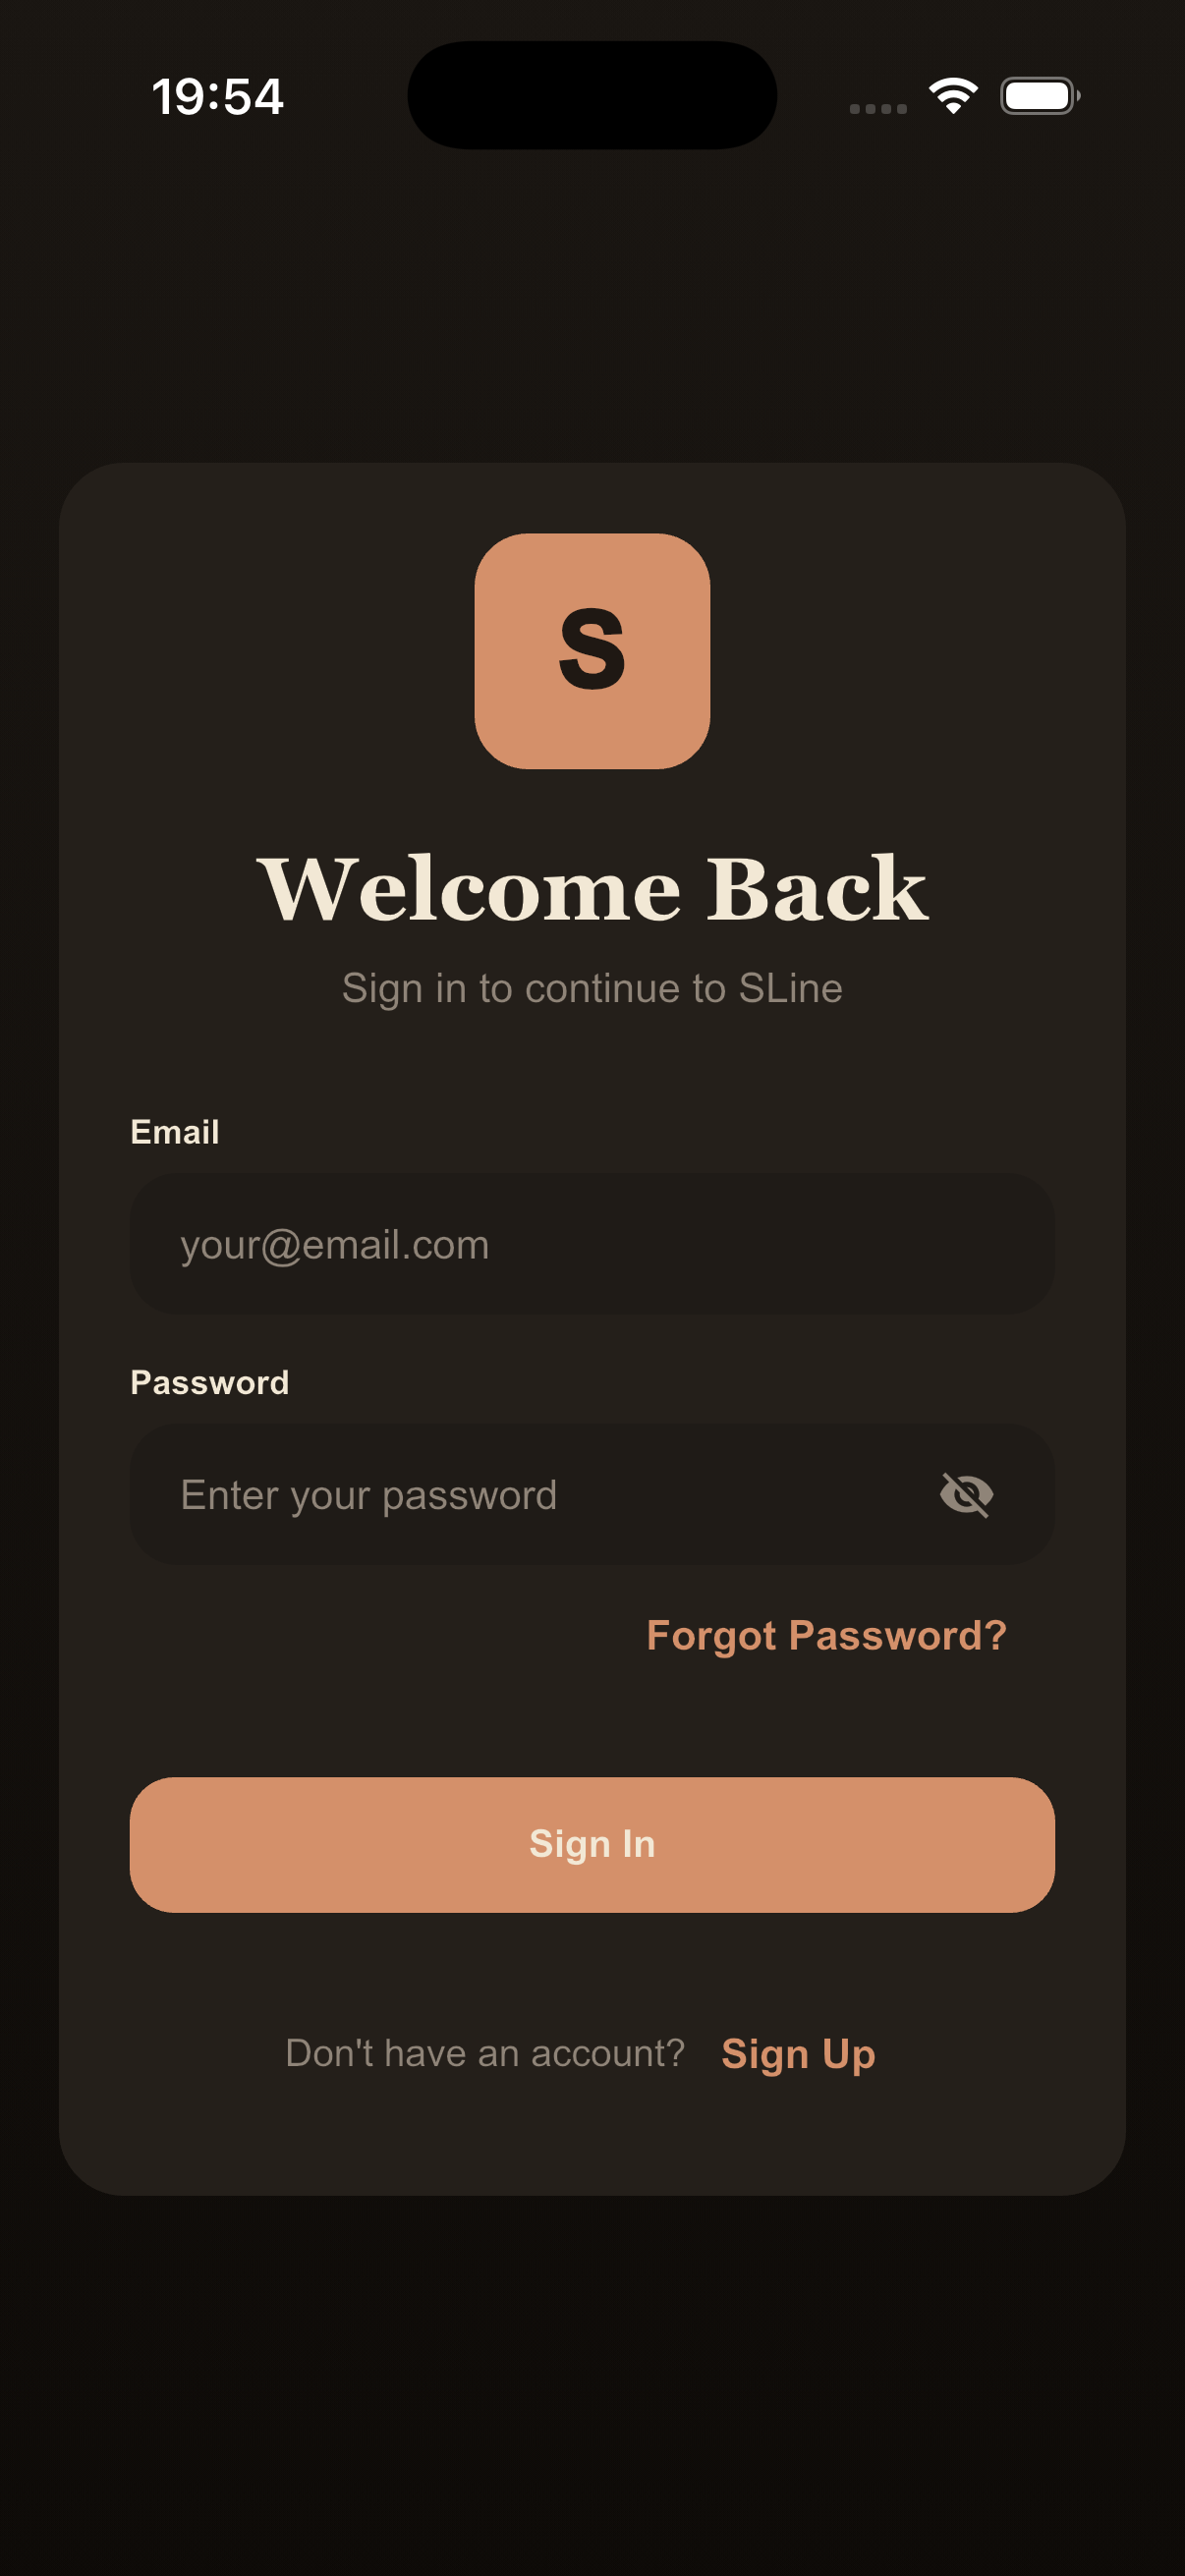 19:54
S
Welcome Back
Sign in to continue to SLine
Email
your@email.com
Password
Enter your password
Forgot Password?
Sign In
Don't have an account? Sign Up